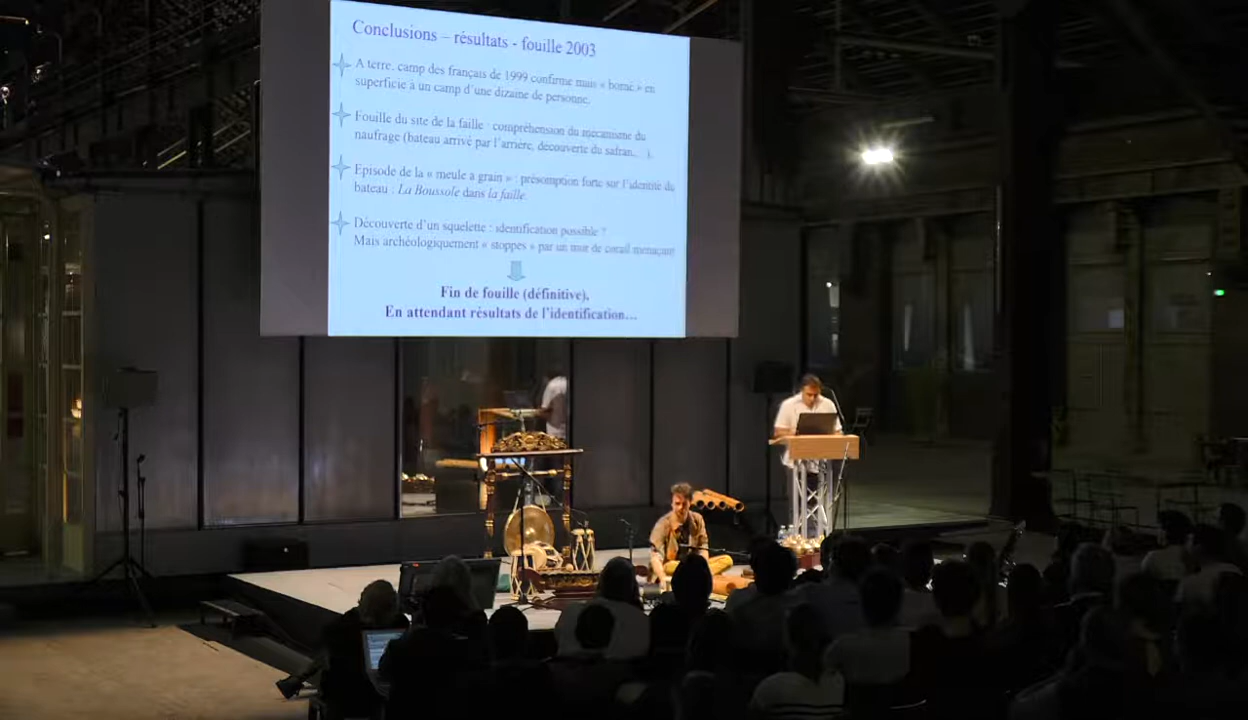 Conclusions – résultats - fouille 2003
A terre, camp des français de 1999 confirme mais « borné » en
superficie à un camp d'une dizaine de personne,
Fouille du site de la faille : compréhension du mécanisme du
naufrage (bateau arrivé par l'arrière, découverte du safran,…).
Episode de la « meule a grain » : présomption forte sur l'identité du
bateau : La Boussole dans la faille.
Découverte d'un squelette : identification possible ?
Mais archéologiquement « stoppes » par un mur de corail menaçant
Fin de fouille (définitive),
En attendant résultats de l'identification…